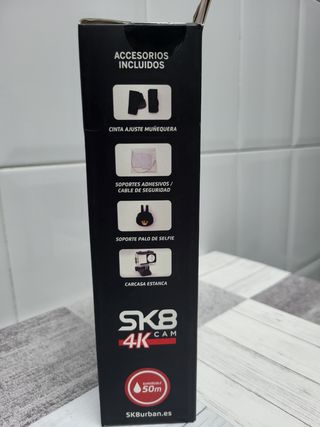 ACCESORIOS
INCLUIDOS
CINTA AJUSTE MUÑEQUERA
SOPORTES ADHESIVOS /
CABLE DE SEGURIDAD
SOPORTE PALO DE SELFIE
CARCASA ESTANCA
SK8
4K CAM
SUMERGIBLE
50m
SK8urban.es